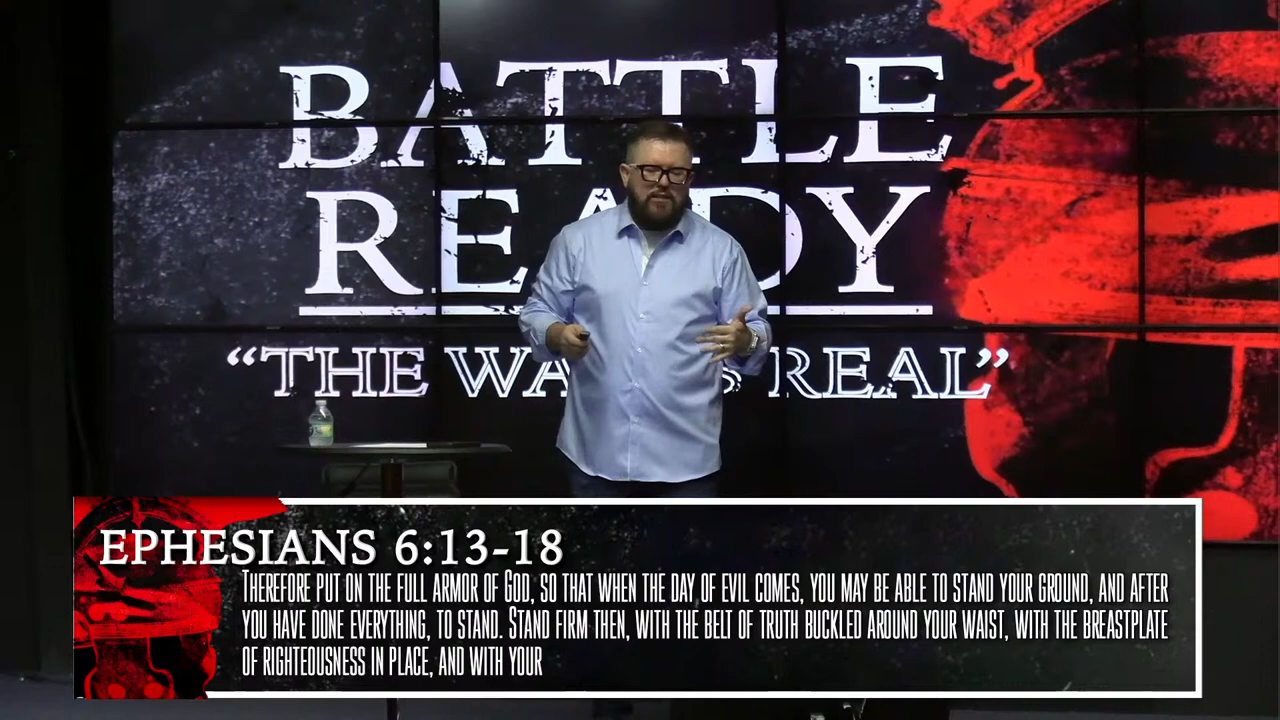 BATTLE
READY
“THE WA IS REAL”
EPHESIANS 6:13-18
THEREFORE PUT ON THE FULL ARMOR OF GOD, SO THAT WHEN THE DAY OF EVIL COMES, YOU MAY BE ABLE TO STAND YOUR GROUND, AND AFTER
YOU HAVE DONE EVERYTHING, TO STAND. STAND FIRM THEN, WITH THE BELT OF TRUTH BUCKLED AROUND YOUR WAIST, WITH THE BREASTPLATE
OF RIGHTEOUSNESS IN PLACE, AND WITH YOUR